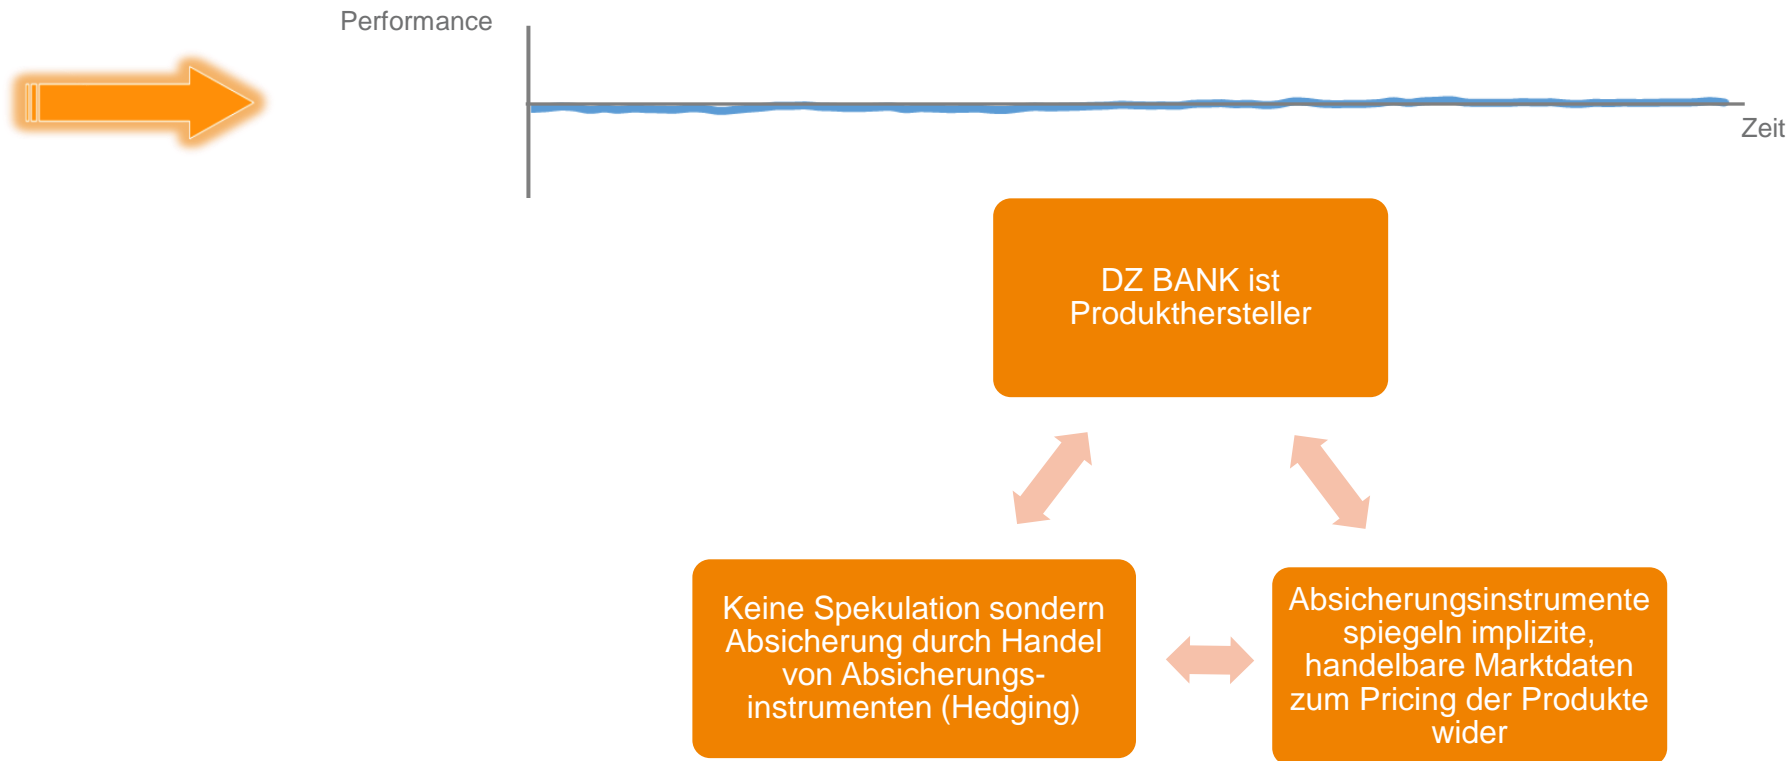 Performance
Zeit
DZ BANK ist
Produkthersteller
Keine Spekulation sondern
Absicherung durch Handel
von Absicherungs-
instrumenten (Hedging)
Absicherungsinstrumente
spiegeln implizite,
handelbare Marktdaten
zum Pricing der Produkte
wider